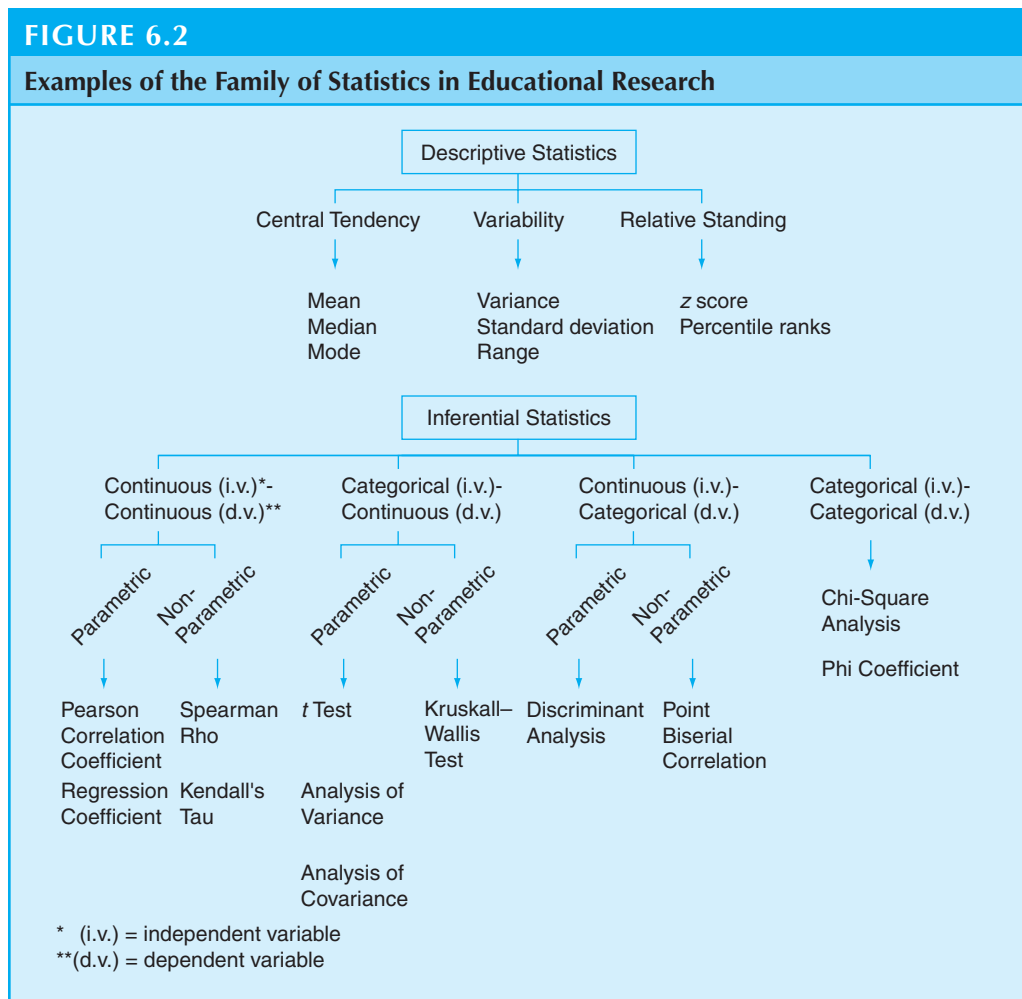 FIGURE 6.2
Examples of the Family of Statistics in Educational Research
Descriptive Statistics
Central Tendency
Variability
Relative Standing
Mean
Median
Mode
Variance
Standard deviation
Range
z score
Percentile ranks
Inferential Statistics
Continuous (i.v.)*-
Continuous (d.v.)**
Categorical (i.v.)-
Continuous (d.v.)
Continuous (i.v.)-
Categorical (d.v.)
Categorical (i.v.)-
Categorical (d.v.)
Parametric
Non-
Parametric
Parametric
Non-
Parametric
Parametric
Non-
Parametric
Chi-Square
Analysis
Phi Coefficient
Pearson
Correlation
Coefficient
Regression
Coefficient
Spearman
Rho
Kendall's
Tau
t Test
Analysis of
Variance
Analysis of
Covariance
Kruskall–
Wallis
Test
Discriminant
Analysis
Point
Biserial
Correlation
* (i.v.) = independent variable
**(d.v.) = dependent variable